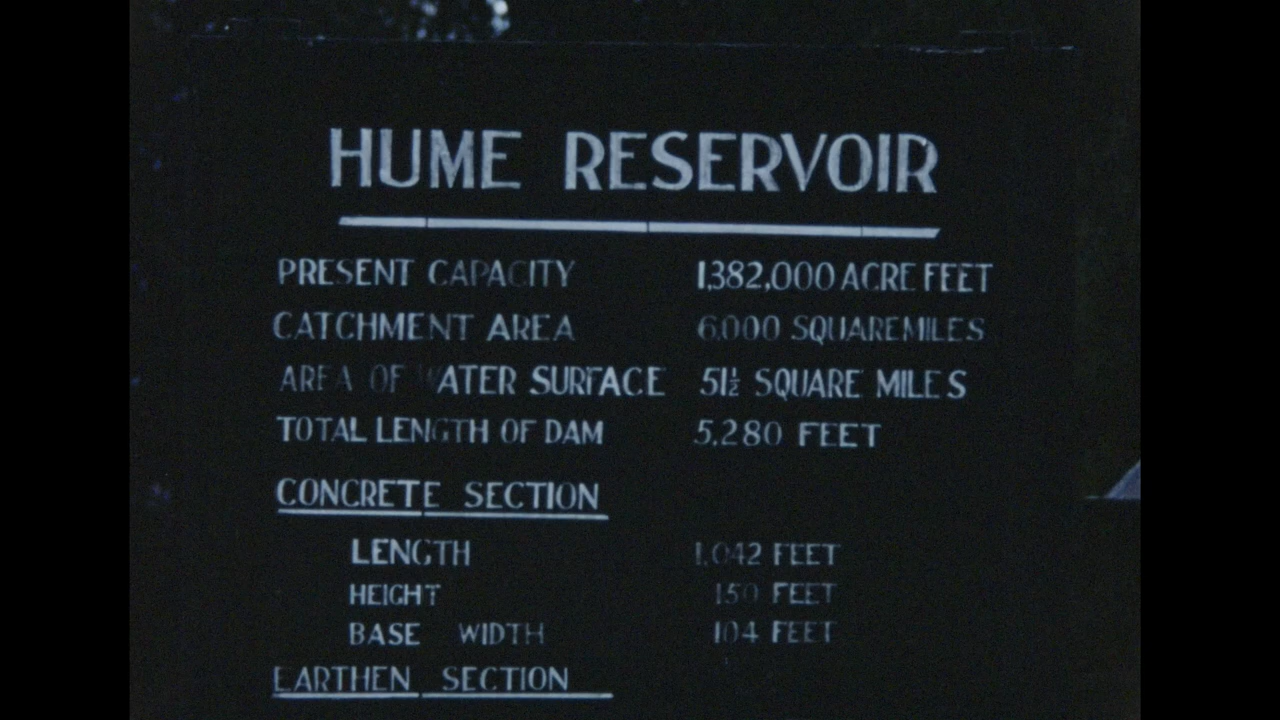 HUME RESERVOIR
PRESENT CAPACITY 1,382,000 ACRE FEET
CATCHMENT AREA 6,000 SQUARE MILES
AREA OF WATER SURFACE 51½ SQUARE MILES
TOTAL LENGTH OF DAM 5,280 FEET
CONCRETE SECTION
LENGTH 1,042 FEET
HEIGHT 150 FEET
BASE WIDTH 104 FEET
EARTHEN SECTION